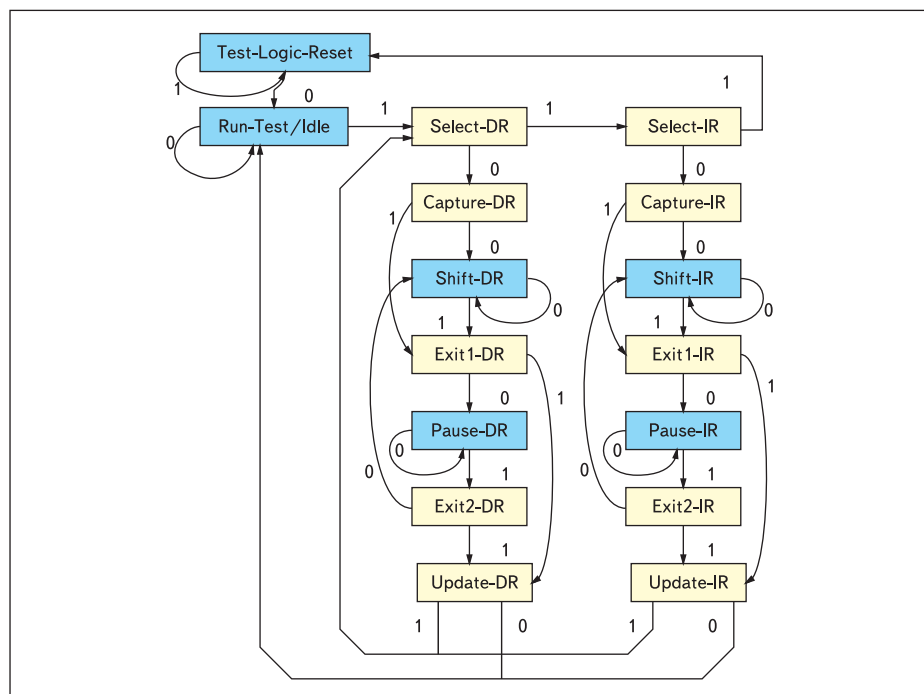 Test-Logic-Reset
1
1
0
Run-Test/Idle
1
Select-DR
1
Select-IR
0
0
0
Capture-DR
Capture-IR
1
1
0
0
Shift-DR
Shift-IR
0
0
1
1
Exit1-DR
Exit1-IR
1
1
0
0
Pause-DR
Pause-IR
0
0
0
1
0
1
Exit2-DR
Exit2-IR
1
1
Update-DR
Update-IR
1
0
1
0